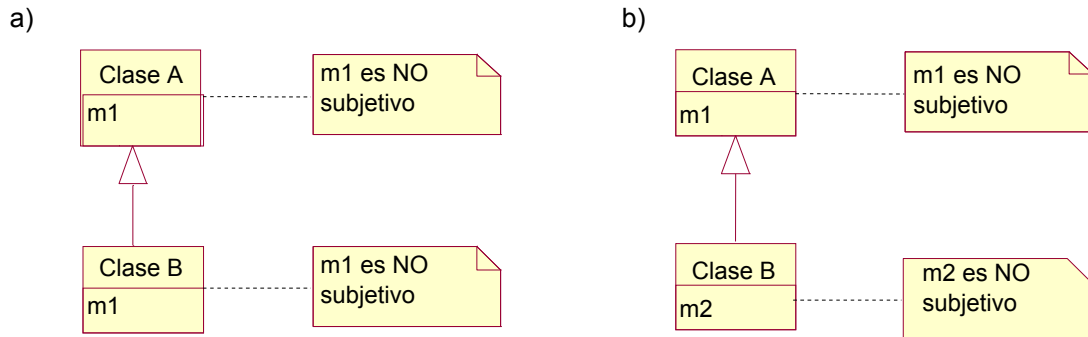 a)
Clase A
m1
m1 es NO
subjetivo
Clase B
m1
m1 es NO
subjetivo
b)
Clase A
m1
m1 es NO
subjetivo
Clase B
m2
m2 es NO
subjetivo